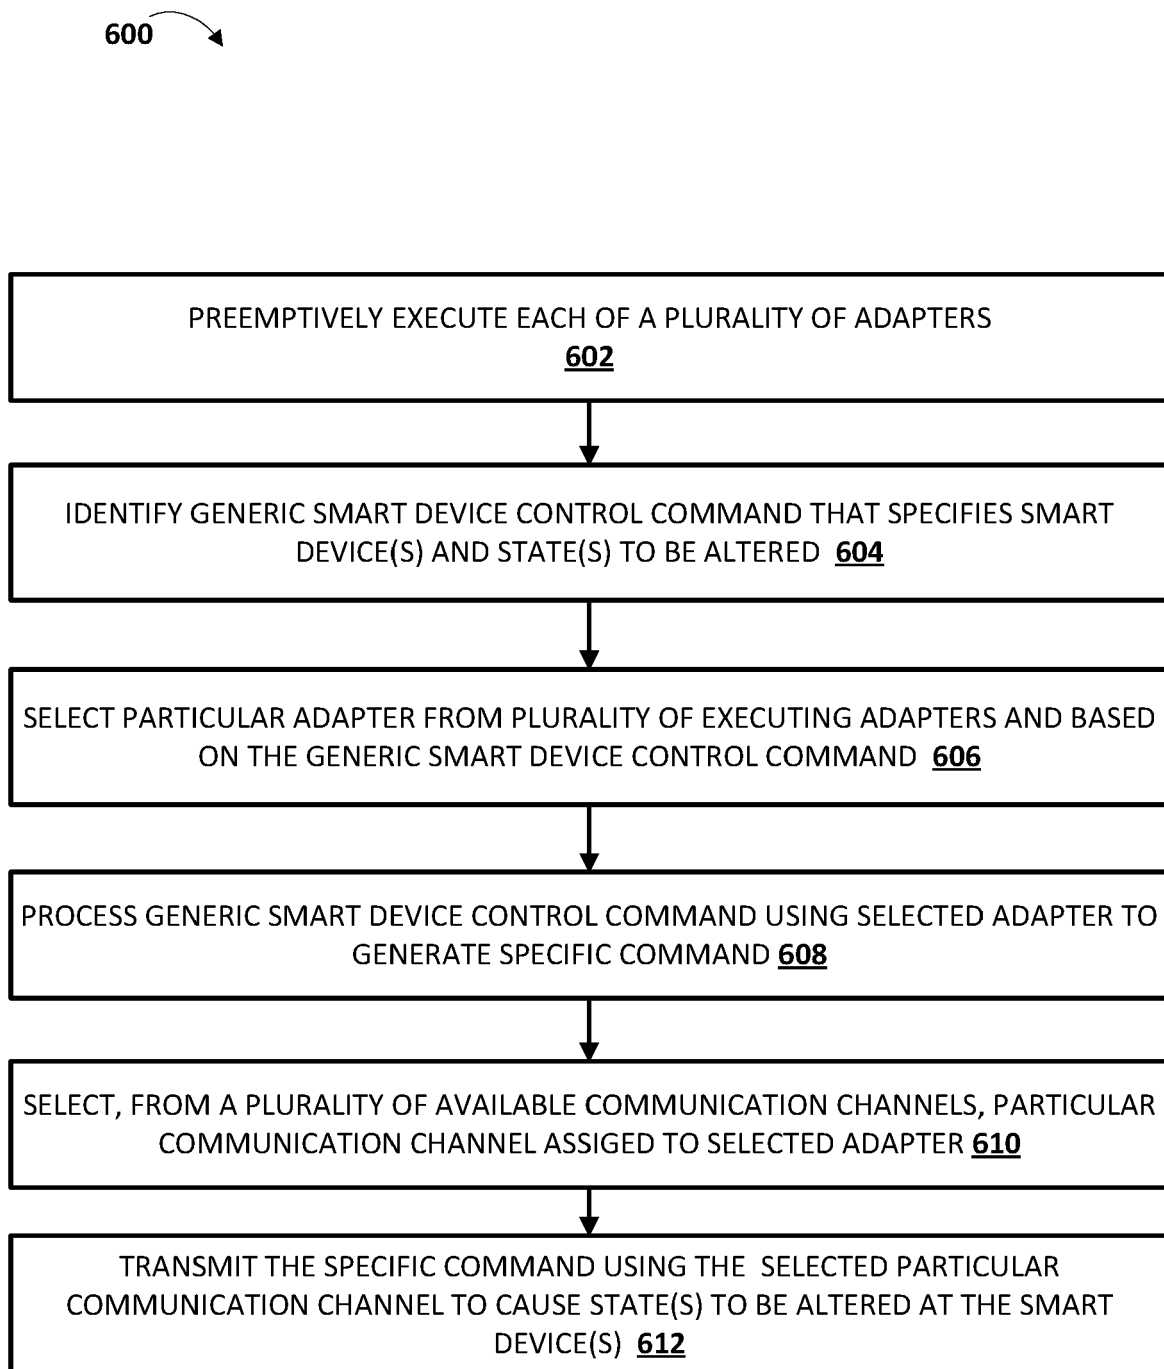 600
PREEMPTIVELY EXECUTE EACH OF A PLURALITY OF ADAPTERS
602
IDENTIFY GENERIC SMART DEVICE CONTROL COMMAND THAT SPECIFIES SMART
DEVICE(S) AND STATE(S) TO BE ALTERED 604
SELECT PARTICULAR ADAPTER FROM PLURALITY OF EXECUTING ADAPTERS AND BASED
ON THE GENERIC SMART DEVICE CONTROL COMMAND 606
PROCESS GENERIC SMART DEVICE CONTROL COMMAND USING SELECTED ADAPTER TO
GENERATE SPECIFIC COMMAND 608
SELECT, FROM A PLURALITY OF AVAILABLE COMMUNICATION CHANNELS, PARTICULAR
COMMUNICATION CHANNEL ASSIGED TO SELECTED ADAPTER 610
TRANSMIT THE SPECIFIC COMMAND USING THE SELECTED PARTICULAR
COMMUNICATION CHANNEL TO CAUSE STATE(S) TO BE ALTERED AT THE SMART
DEVICE(S) 612